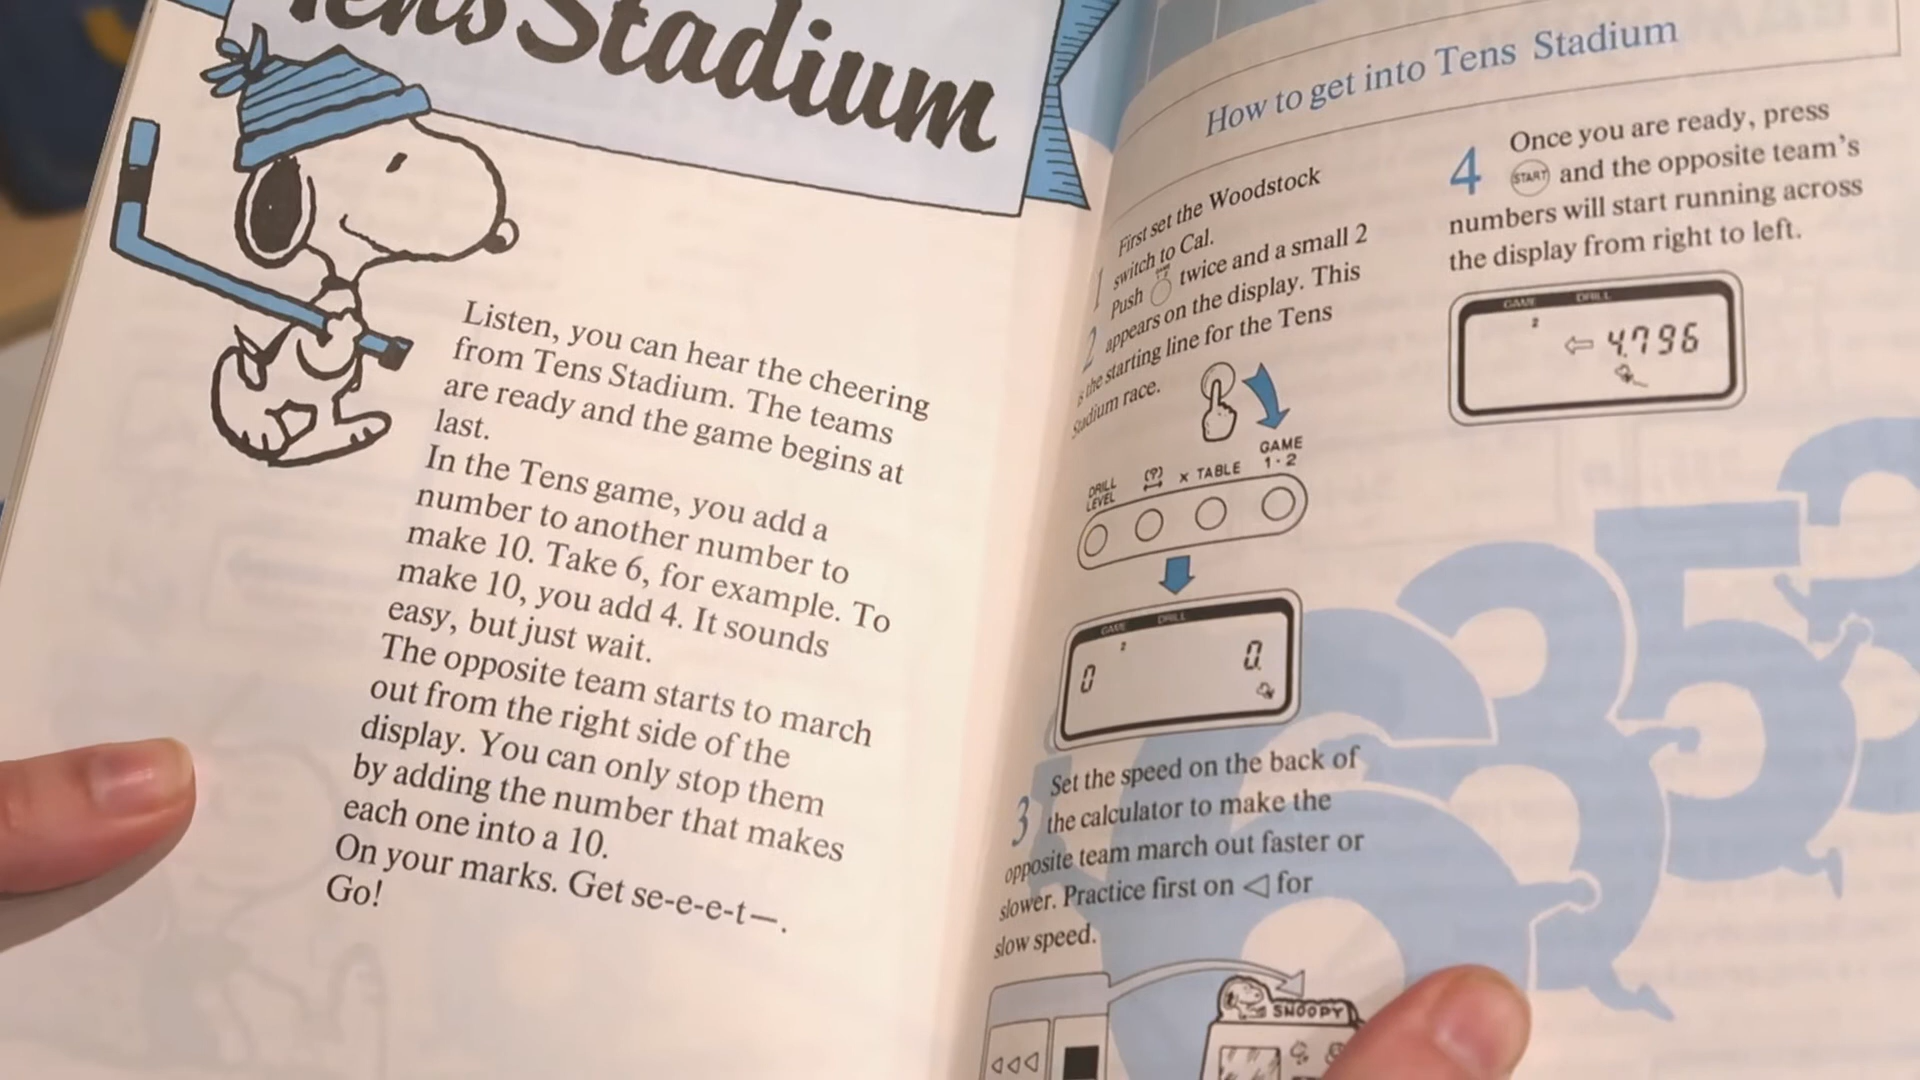 Tens Stadium
Listen, you can hear the cheering
from Tens Stadium. The teams
are ready and the game begins at
last.
In the Tens game, you add a
number to another number to
make 10. Take 6, for example. To
make 10, you add 4. It sounds
easy, but just wait.
The opposite team starts to march
out from the right side of the
display. You can only stop them
by adding the number that makes
each one into a 10.
On your marks. Get se-e-e-t—.
Go!
How to get into Tens Stadium
1 First set the Woodstock
switch to Cal.
2 Push twice and a small 2
appears on the display. This
is the starting line for the Tens
Stadium race.
DRILL LEVEL
(?)
× TABLE
GAME
1·2
GAME DRILL
2
0 0.
3 Set the speed on the back of
the calculator to make the
opposite team march out faster or
slower. Practice first on ◁ for
slow speed.
◁◁◁
SNOOPY
4 Once you are ready, press
START and the opposite team's
numbers will start running across
the display from right to left.
GAME DRILL
2
⇦ 4.796
6353